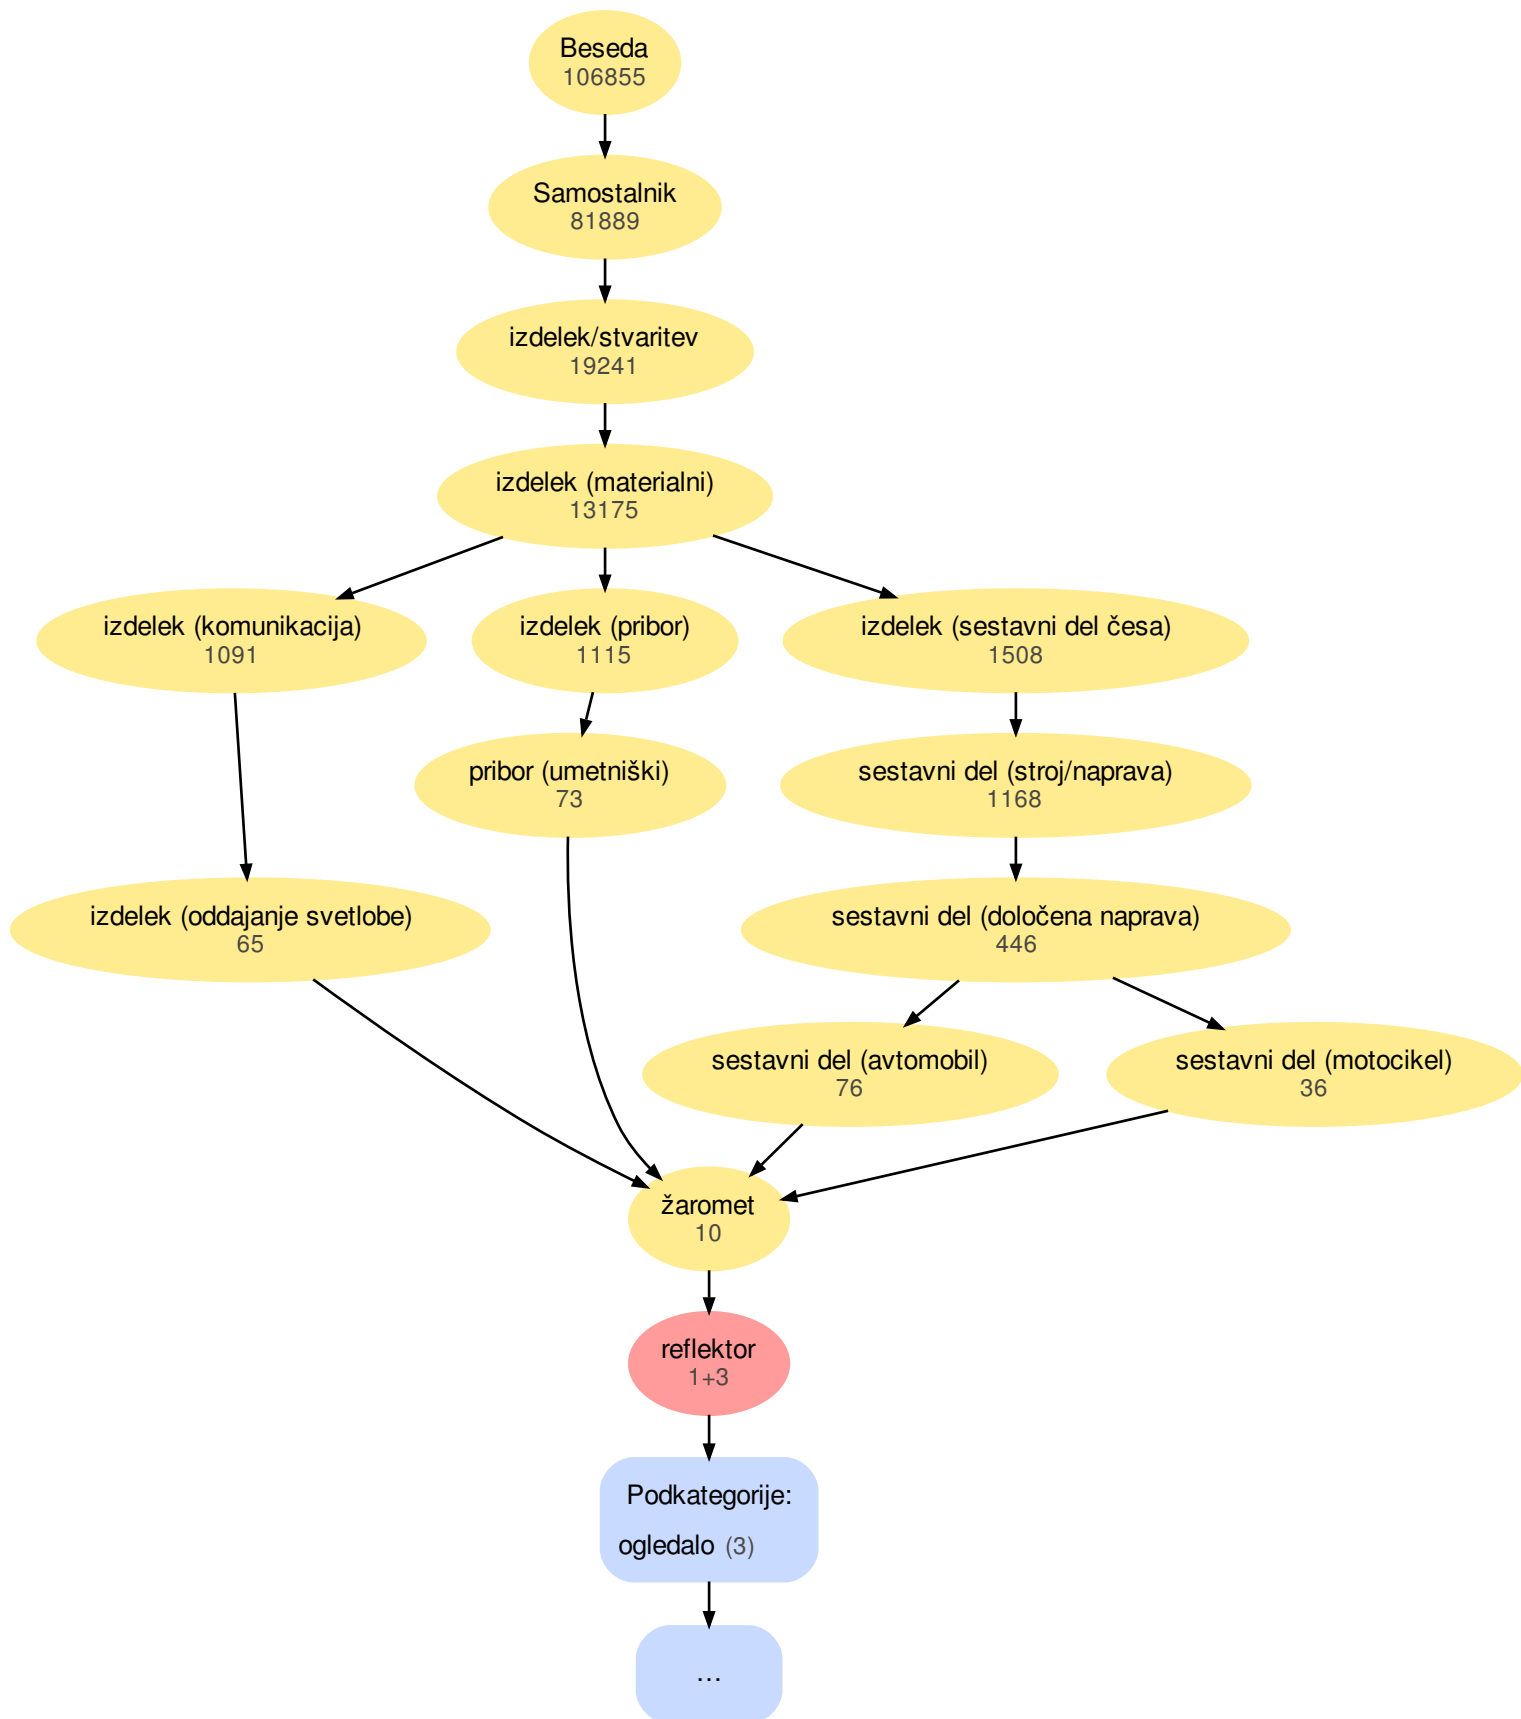 Beseda
106855
Samostalnik
81889
izdelek/stvaritev
19241
izdelek (materialni)
13175
izdelek (komunikacija)
1091
izdelek (pribor)
1115
izdelek (sestavni del česa)
1508
pribor (umetniški)
73
sestavni del (stroj/naprava)
1168
izdelek (oddajanje svetlobe)
65
sestavni del (določena naprava)
446
sestavni del (avtomobil)
76
sestavni del (motocikel)
36
žaromet
10
reflektor
1+3
Podkategorije:
ogledalo (3)
...